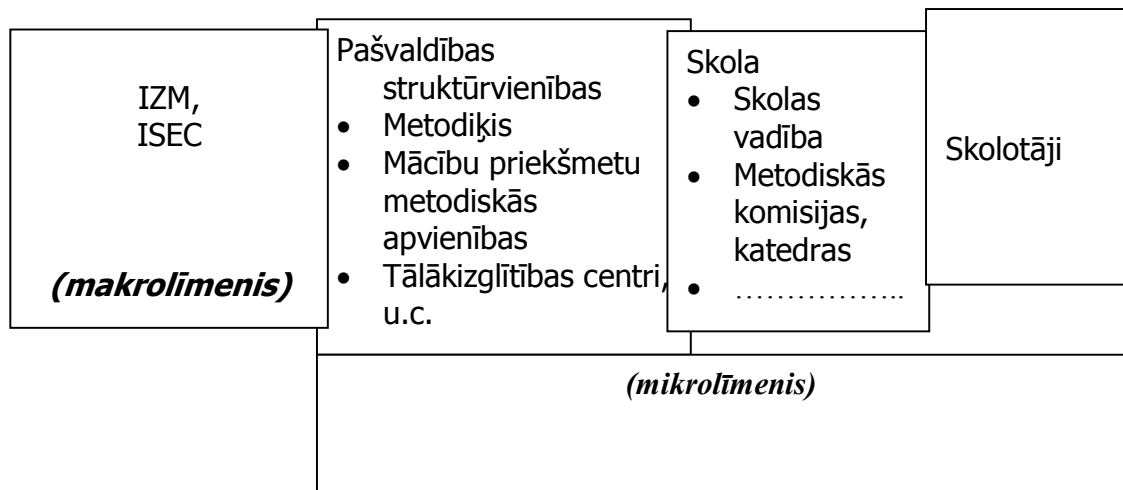 IZM,
ISEC
(makrolīmenis)
Pašvaldības
struktūrvienības
• Metodiķis
• Mācību priekšmetu
metodiskās
apvienības
• Tālākizglītības centri,
u.c.
Skola
• Skolas
vadība
• Metodiskās
komisijas,
katedras
• ……………..
Skolotāji
(mikrolīmenis)